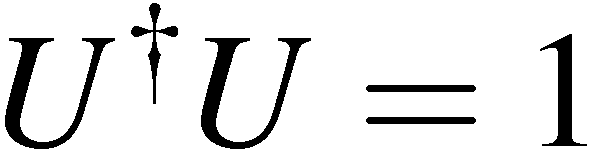 U†U = 1